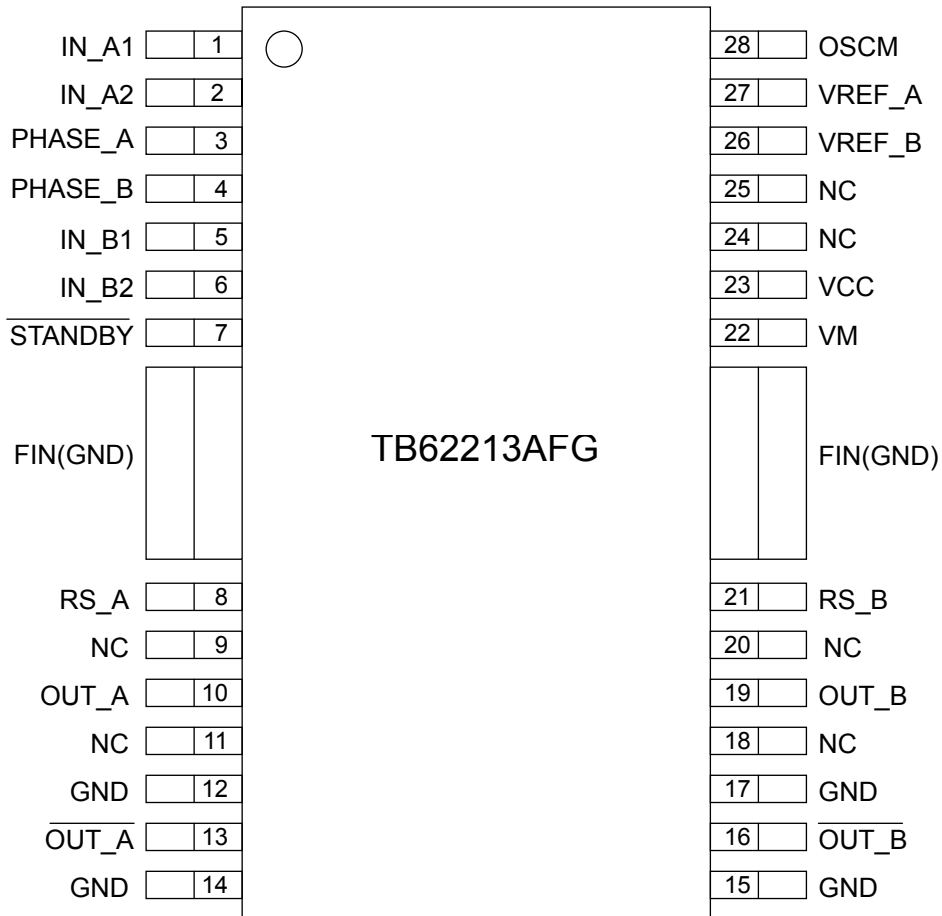 IN_A1 1 28 OSCM
IN_A2 2 27 VREF_A
PHASE_A 3 26 VREF_B
PHASE_B 4 25 NC
IN_B1 5 24 NC
IN_B2 6 23 VCC
S̅T̅A̅N̅D̅B̅Y̅ 7 22 VM
FIN(GND) TB62213AFG FIN(GND)
RS_A 8 21 RS_B
NC 9 20 NC
OUT_A 10 19 OUT_B
NC 11 18 NC
GND 12 17 GND
O̅U̅T̅_̅A̅ 13 16 O̅U̅T̅_̅B̅
GND 14 15 GND